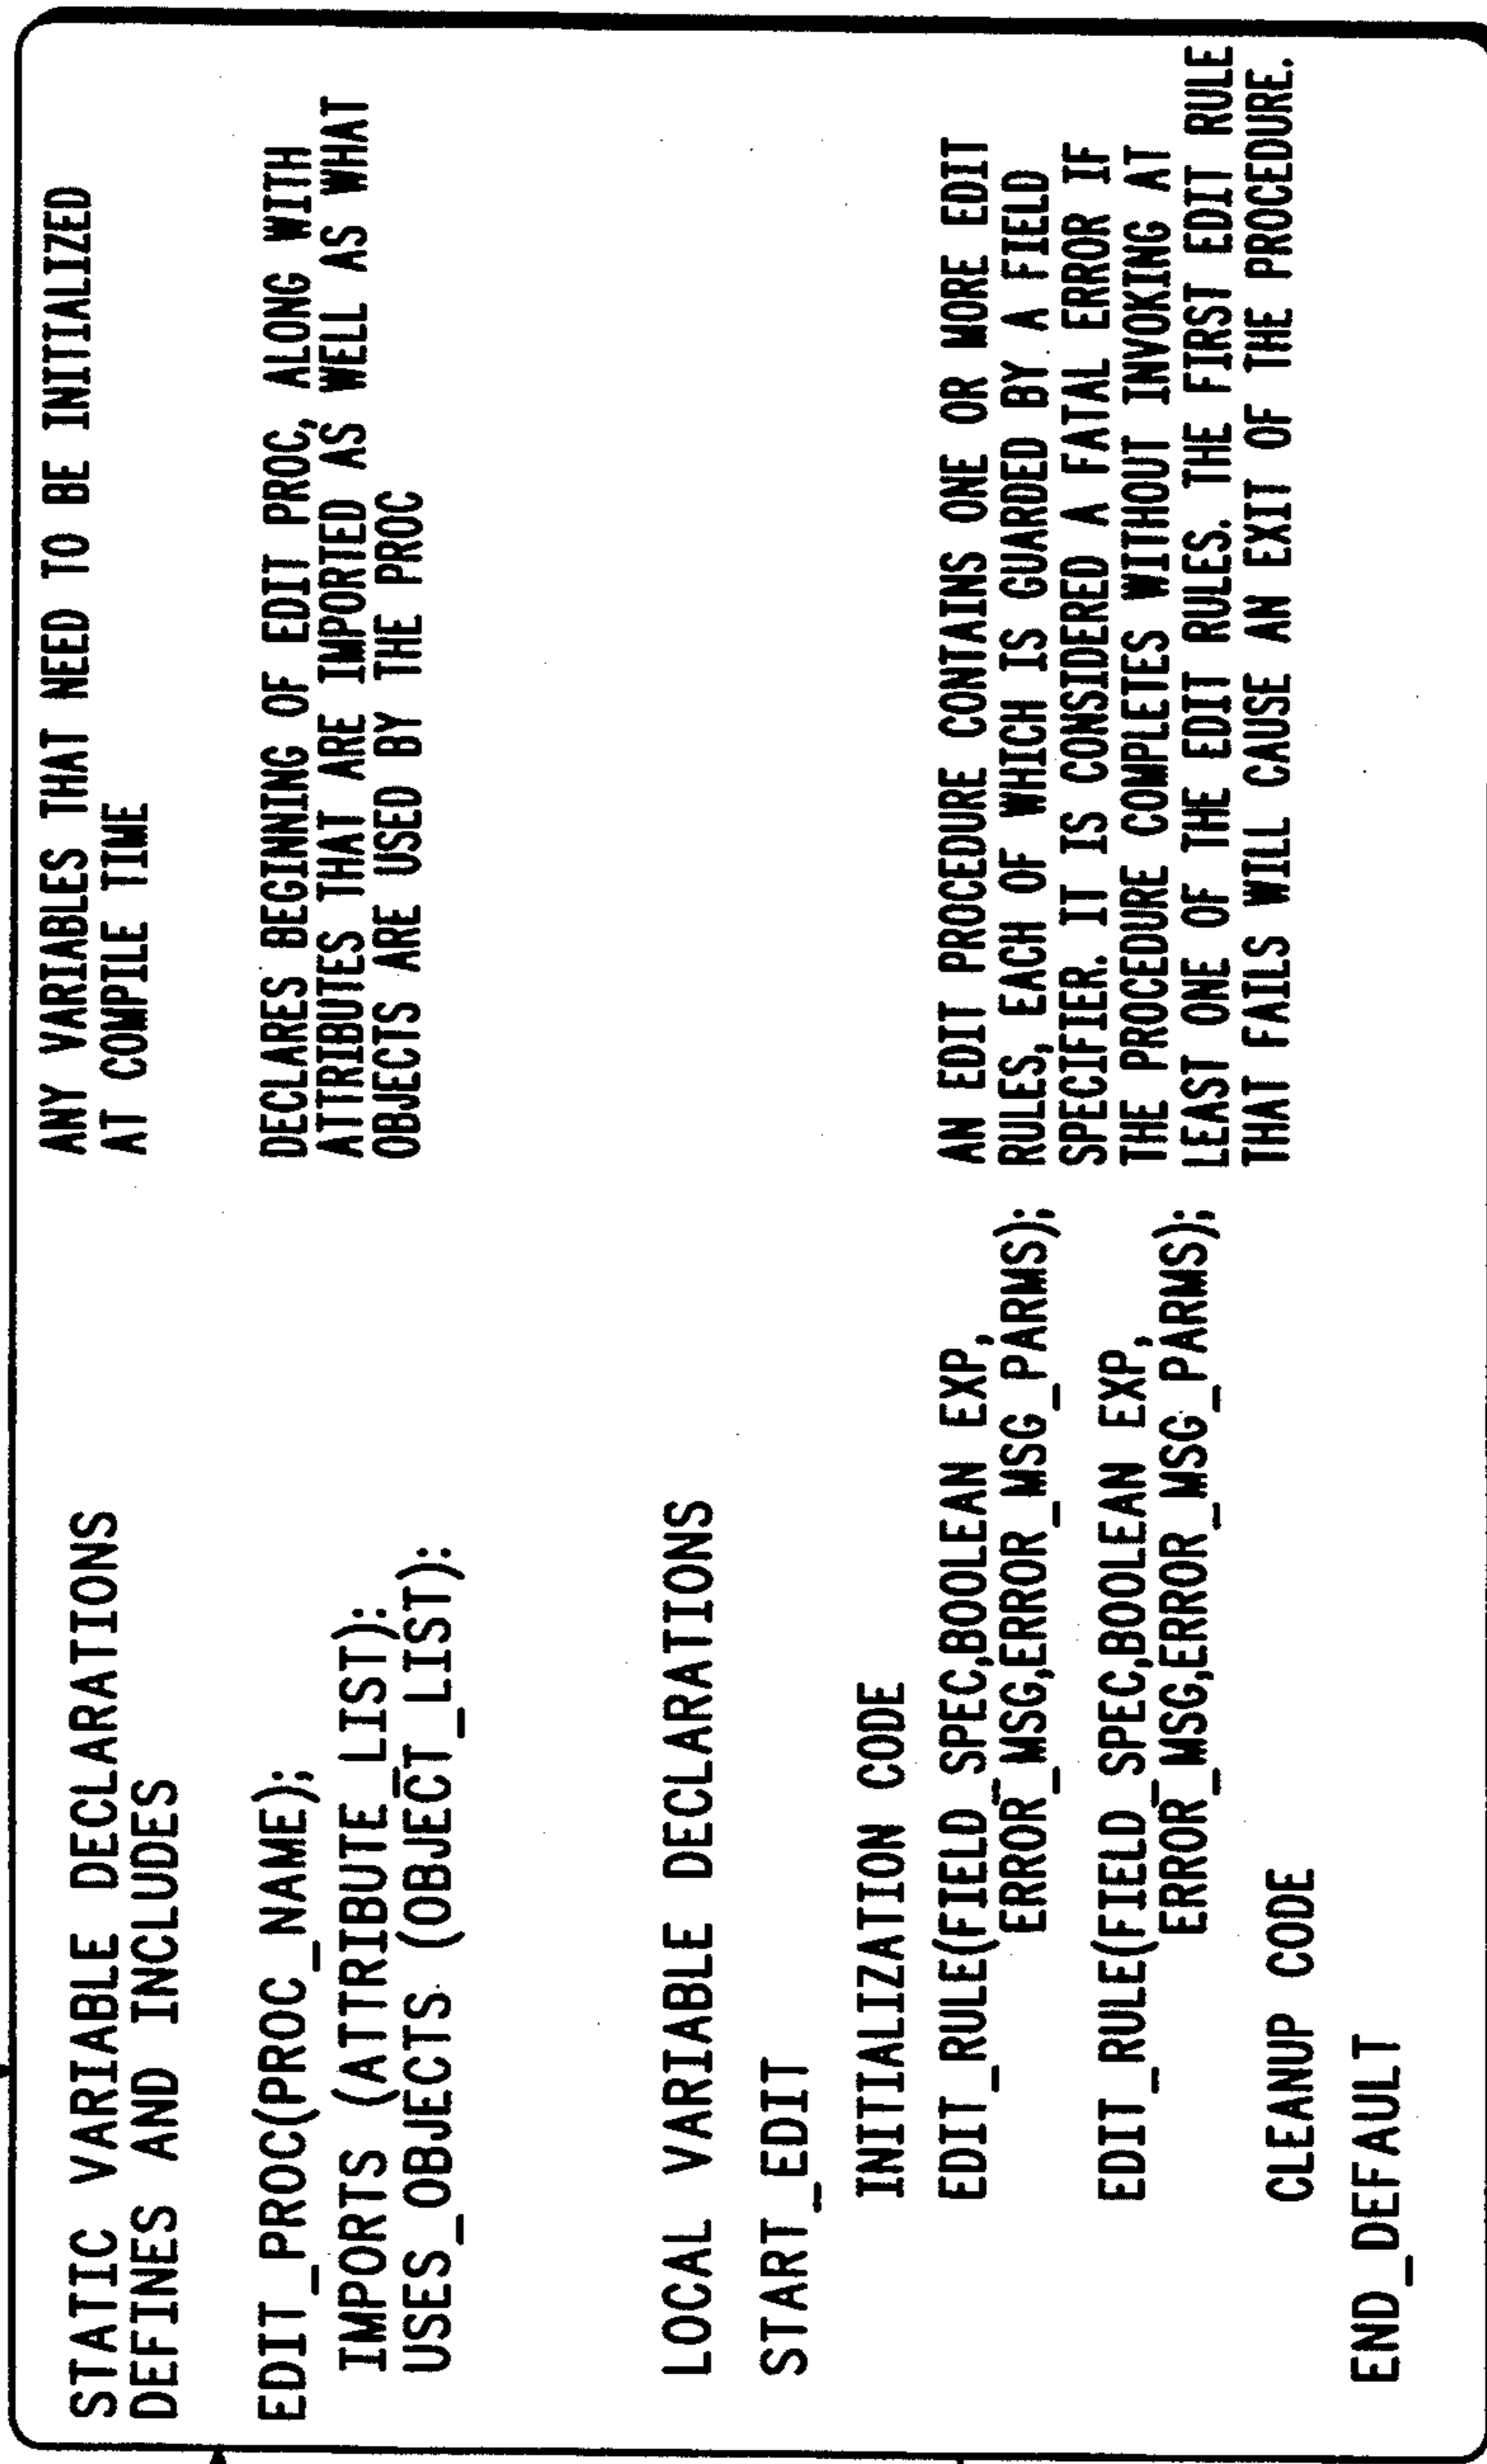 STATIC VARIABLE DECLARATIONS
DEFINES AND INCLUDES
ANY VARIABLES THAT NEED TO BE INITIALIZED
AT COMPILE TIME
EDIT_PROC(PROC_NAME);
IMPORTS (ATTRIBUTE_LIST);
USES_OBJECTS (OBJECT_LIST);
DECLARES BEGINNING OF EDIT PROC, ALONG WITH
ATTRIBUTES THAT ARE IMPORTED AS WELL AS WHAT
OBJECTS ARE USED BY THE PROC
LOCAL VARIABLE DECLARATIONS
START_EDIT
INITIALIZATION CODE
EDIT_RULE(FIELD_SPEC,BOOLEAN EXP,
ERROR_MSG,ERROR_MSG_PARMS);
EDIT_RULE(FIELD_SPEC,BOOLEAN EXP,
ERROR_MSG,ERROR_MSG_PARMS);
AN EDIT PROCEDURE CONTAINS ONE OR MORE EDIT
RULES, EACH OF WHICH IS GUARDED BY A FIELD
SPECIFIER. IT IS CONSIDERED A FATAL ERROR IF
THE PROCEDURE COMPLETES WITHOUT INVOKING AT
LEAST ONE OF THE EDIT RULES. THE FIRST EDIT RULE
THAT FAILS WILL CAUSE AN EXIT OF THE PROCEDURE.
CLEANUP CODE
END_DEFAULT